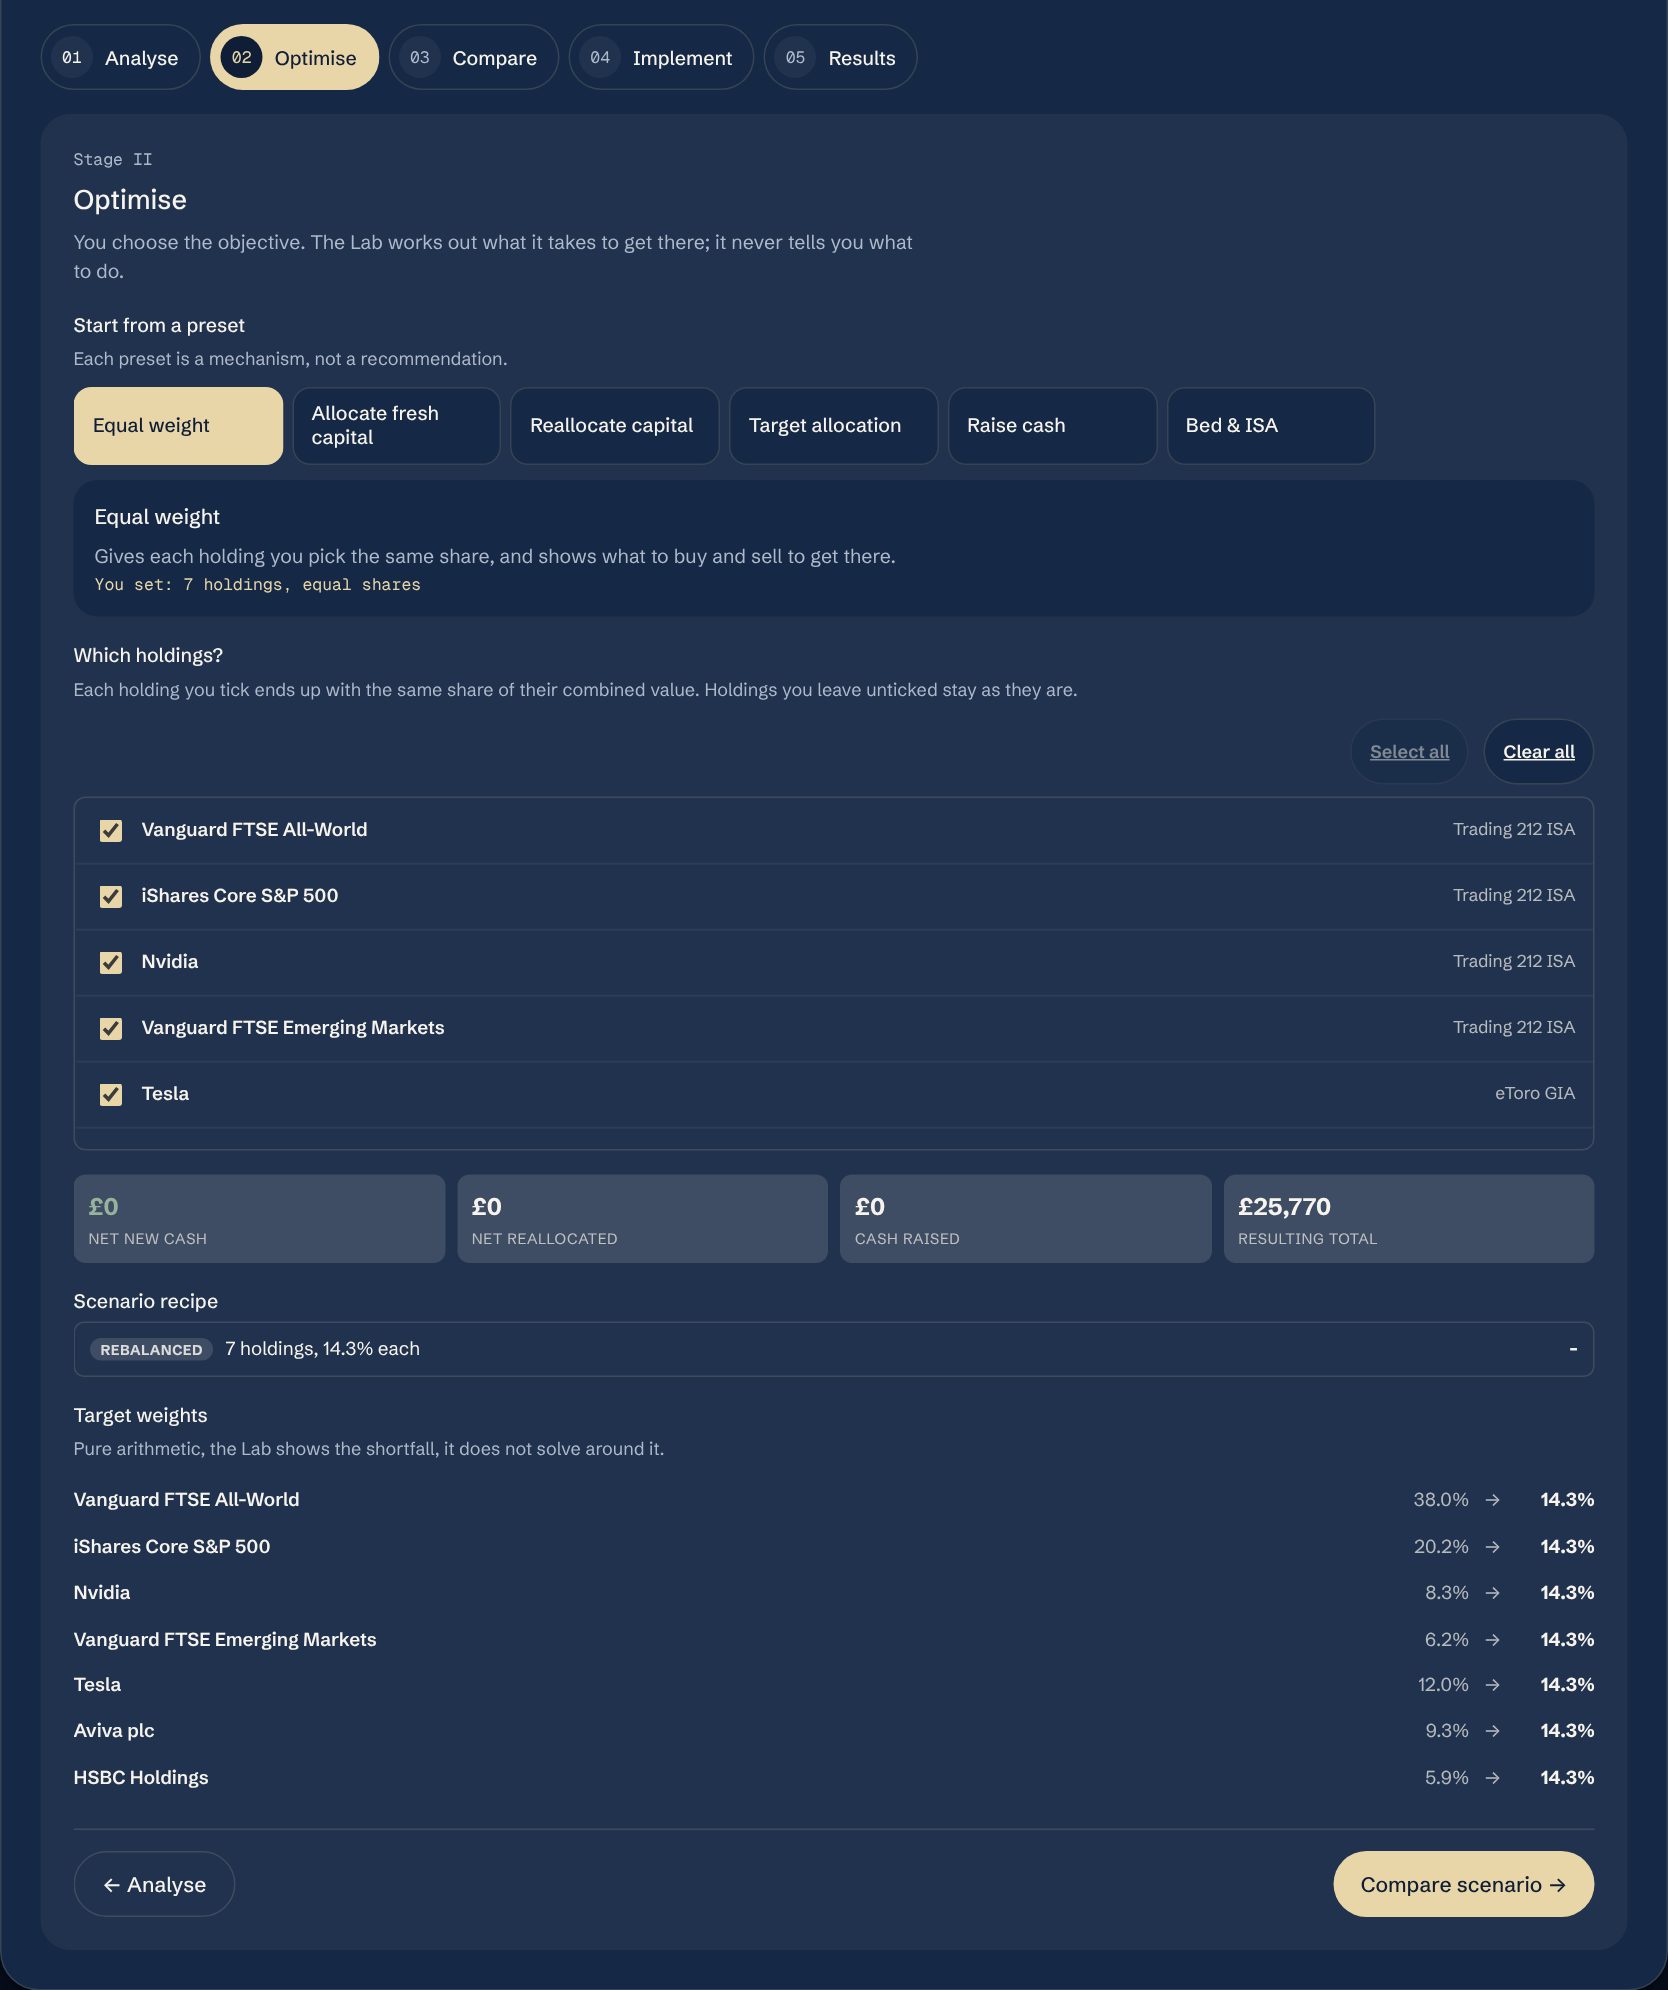 01 Analyse
02 Optimise
03 Compare
04 Implement
05 Results
Stage II
Optimise
You choose the objective. The Lab works out what it takes to get there; it never tells you what
to do.
Start from a preset
Each preset is a mechanism, not a recommendation.
Equal weight
Allocate fresh
capital
Reallocate capital
Target allocation
Raise cash
Bed & ISA
Equal weight
Gives each holding you pick the same share, and shows what to buy and sell to get there.
You set: 7 holdings, equal shares
Which holdings?
Each holding you tick ends up with the same share of their combined value. Holdings you leave unticked stay as they are.
Select all
Clear all
Vanguard FTSE All-World Trading 212 ISA
iShares Core S&P 500 Trading 212 ISA
Nvidia Trading 212 ISA
Vanguard FTSE Emerging Markets Trading 212 ISA
Tesla eToro GIA
£0
NET NEW CASH
£0
NET REALLOCATED
£0
CASH RAISED
£25,770
RESULTING TOTAL
Scenario recipe
REBALANCED 7 holdings, 14.3% each -
Target weights
Pure arithmetic, the Lab shows the shortfall, it does not solve around it.
Vanguard FTSE All-World 38.0% → 14.3%
iShares Core S&P 500 20.2% → 14.3%
Nvidia 8.3% → 14.3%
Vanguard FTSE Emerging Markets 6.2% → 14.3%
Tesla 12.0% → 14.3%
Aviva plc 9.3% → 14.3%
HSBC Holdings 5.9% → 14.3%
← Analyse
Compare scenario →